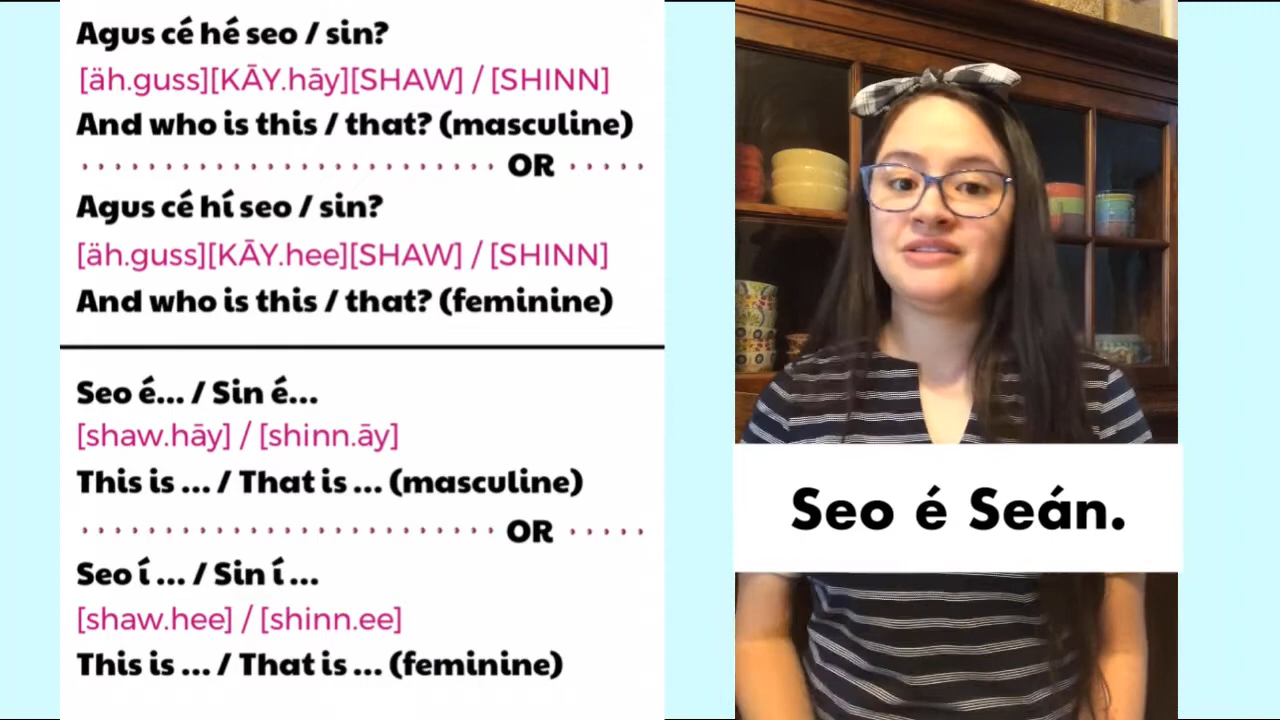 Agus cé hé seo / sin?
[äh.guss][KĀY.hāy][SHAW] / [SHINN]
And who is this / that? (masculine)
OR
Agus cé hí seo / sin?
[äh.guss][KĀY.hee][SHAW] / [SHINN]
And who is this / that? (feminine)
Seo é... / Sin é...
[shaw.hāy] / [shinn.āy]
This is ... / That is ... (masculine)
OR
Seo í ... / Sin í ...
[shaw.hee] / [shinn.ee]
This is ... / That is ... (feminine)
Seo é Seán.